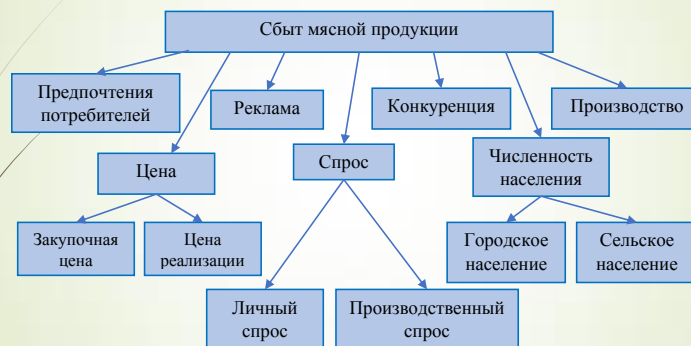 Сбыт мясной продукции
Предпочтения
потребителей
Реклама
Конкуренция
Производство
Цена
Спрос
Численность
населения
Закупочная
цена
Цена
реализации
Городское
население
Сельское
население
Личный
спрос
Производственный
спрос